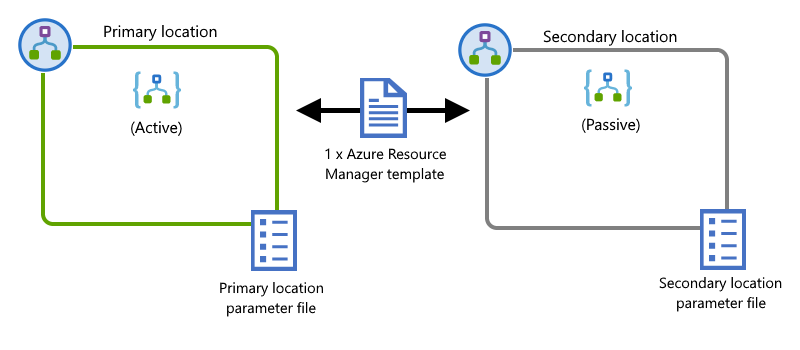 Primary location
(Active)
1 x Azure Resource
Manager template
Secondary location
(Passive)
Primary location
parameter file
Secondary location
parameter file